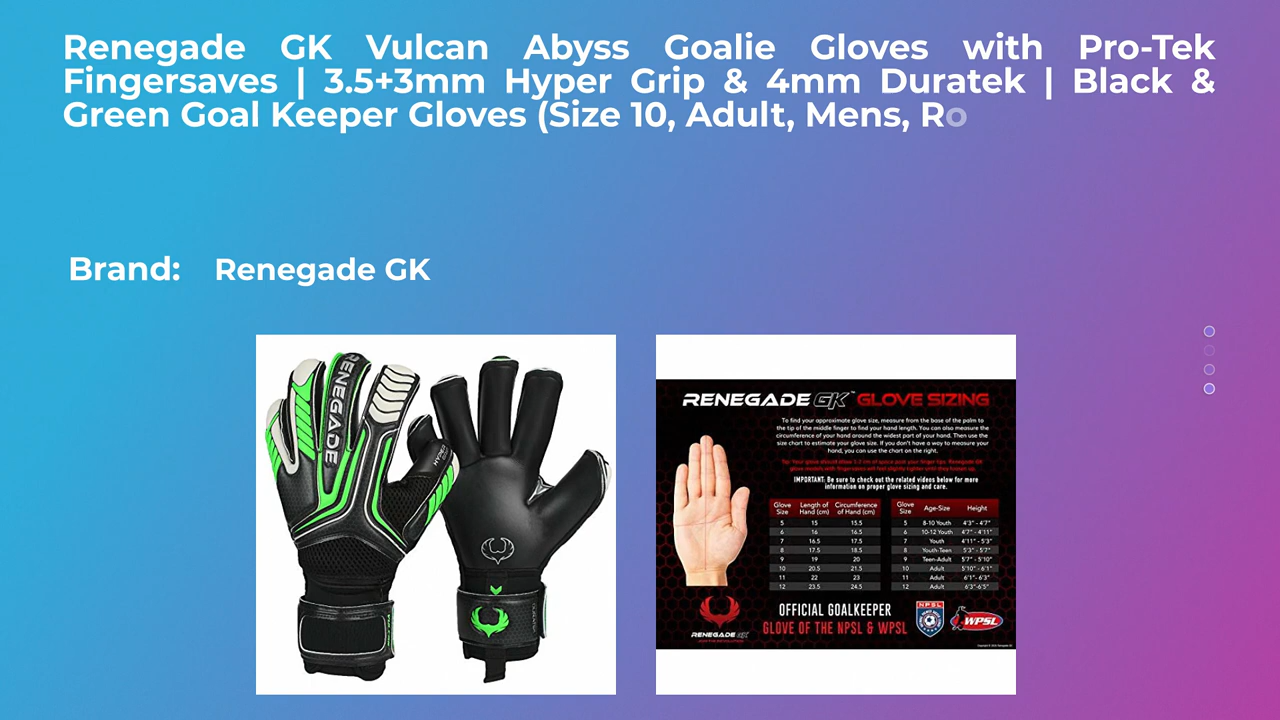 Renegade GK Vulcan Abyss Goalie Gloves with Pro-Tek
Fingersaves | 3.5+3mm Hyper Grip & 4mm Duratek | Black &
Green Goal Keeper Gloves (Size 10, Adult, Mens, Ro
Brand: Renegade GK
RENEGADE
RENEGADE GK™ GLOVE SIZING
To find your approximate glove size, measure from the base of the palm to
the tip of the middle finger to find your hand length. You can also measure the
circumference of your hand around the widest part of your hand. Then use the
size chart to estimate your glove size. If you don't have a way to measure your
hand, you can use the chart on the right.
IMPORTANT: Be sure to check out the related videos below for more
information on proper glove sizing and care.
Glove Size Length of Hand (cm) Circumference of Hand (cm)
5 15 15.5
6 16 16.5
7 16.5 17.5
8 17.5 18.5
9 19 20
10 20.5 21.5
11 22 23
12 23.5 24.5
Glove Size Age-Size Height
5 8-10 Youth 4'3" - 4'7"
6 10-12 Youth 4'7" - 4'11"
7 Youth 4'11" - 5'3"
8 Youth-Teen 5'3" - 5'7"
9 Teen-Adult 5'7" - 5'10"
10 Adult 5'10" - 6'1"
11 Adult 6'1"- 6'3"
12 Adult 6'3"-6'5"
RENEGADE GK
OFFICIAL GOALKEEPER
GLOVE OF THE NPSL & WPSL
NPSL
WPSL